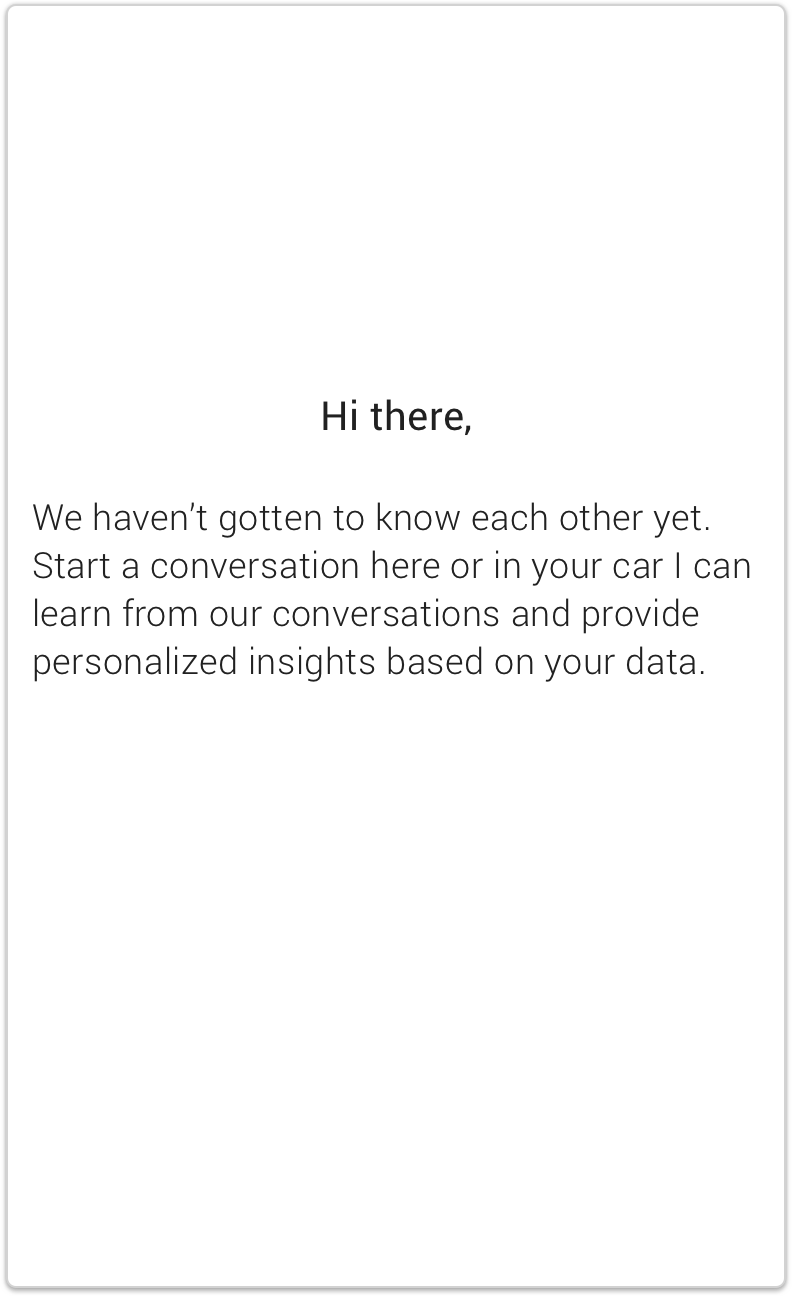 Hi there,
We haven’t gotten to know each other yet.
Start a conversation here or in your car I can
learn from our conversations and provide
personalized insights based on your data.